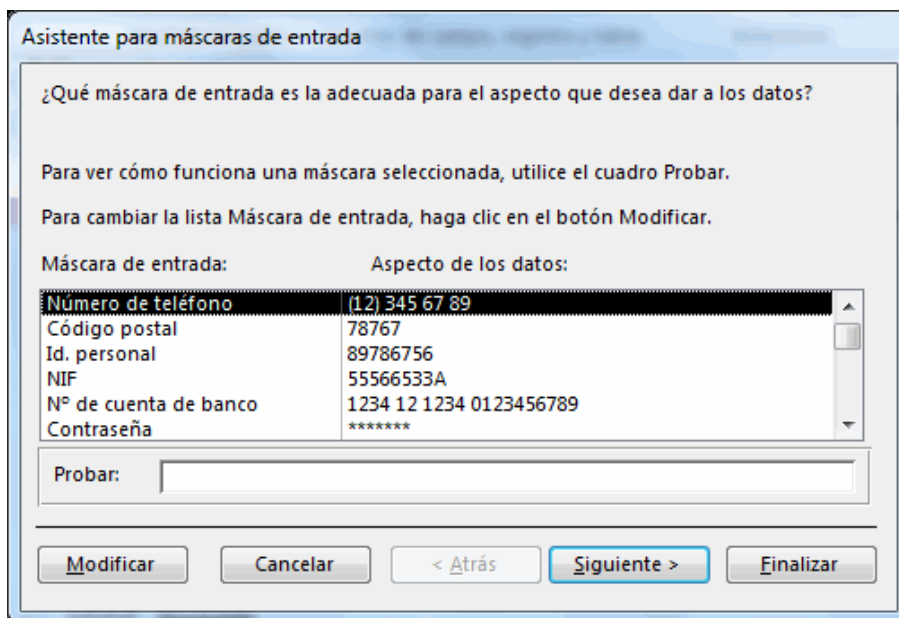 Asistente para máscaras de entrada
¿Qué máscara de entrada es la adecuada para el aspecto que desea dar a los datos?
Para ver cómo funciona una máscara seleccionada, utilice el cuadro Probar.
Para cambiar la lista Máscara de entrada, haga clic en el botón Modificar.
Máscara de entrada: Aspecto de los datos:
Número de teléfono (12) 345 67 89
Código postal 78767
Id. personal 89786756
NIF 55566533A
Nº de cuenta de banco 1234 12 1234 0123456789
Contraseña *******
Probar:
Modificar Cancelar < Atrás Siguiente > Finalizar